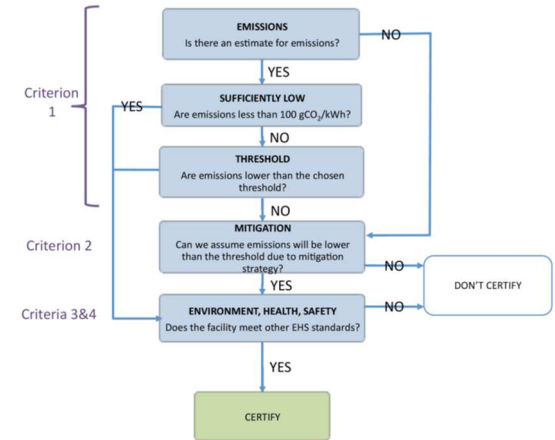 EMISSIONS
Is there an estimate for emissions?
NO
YES
Criterion
1
SUFFICIENTLY LOW
Are emissions less than 100 gCO₂/kWh?
YES
NO
THRESHOLD
Are emissions lower than the chosen
threshold?
NO
Criterion 2
MITIGATION
Can we assume emissions will be lower
than the threshold due to mitigation
strategy?
NO
YES
DON'T CERTIFY
Criteria 3&4
ENVIRONMENT, HEALTH, SAFETY
Does the facility meet other EHS standards?
NO
YES
CERTIFY